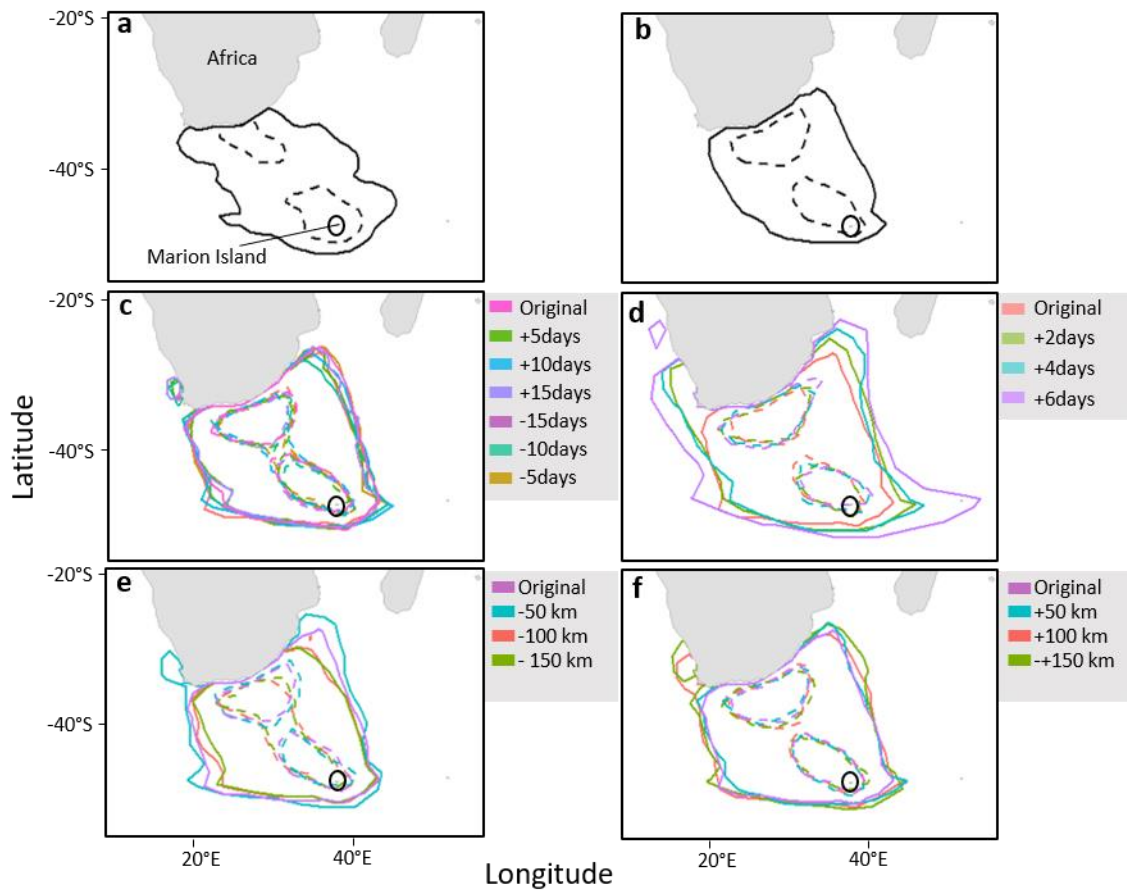 -20°S
a
b
Africa
-40°S
Marion Island
-20°S
c
Original
+5days
+10days
+15days
-15days
-10days
-5days
d
Original
+2days
+4days
+6days
Latitude
-40°S
-20°S
e
Original
-50 km
-100 km
- 150 km
f
Original
+50 km
+100 km
-+150 km
-40°S
20°E
40°E
20°E
40°E
Longitude